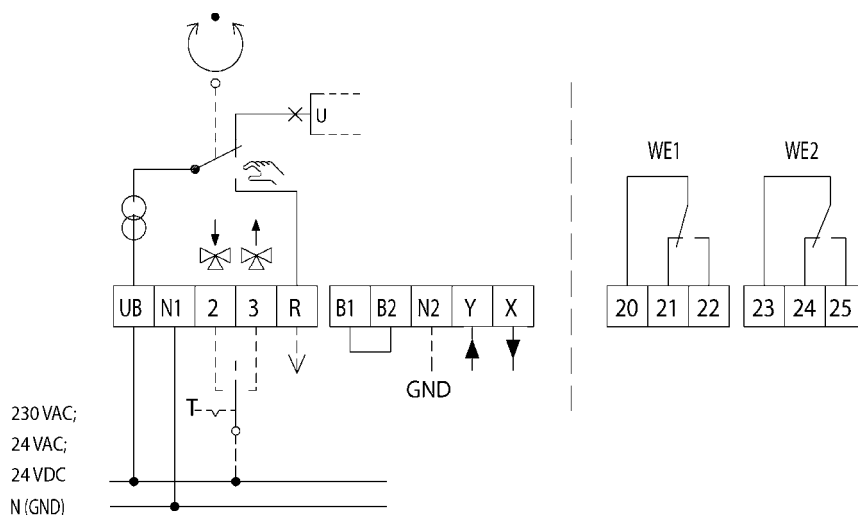 U
WE1 WE2
UB N1 2 3 R B1 B2 N2 Y X 20 21 22 23 24 25
GND
T
230 VAC;
24 VAC;
24 VDC
N (GND)